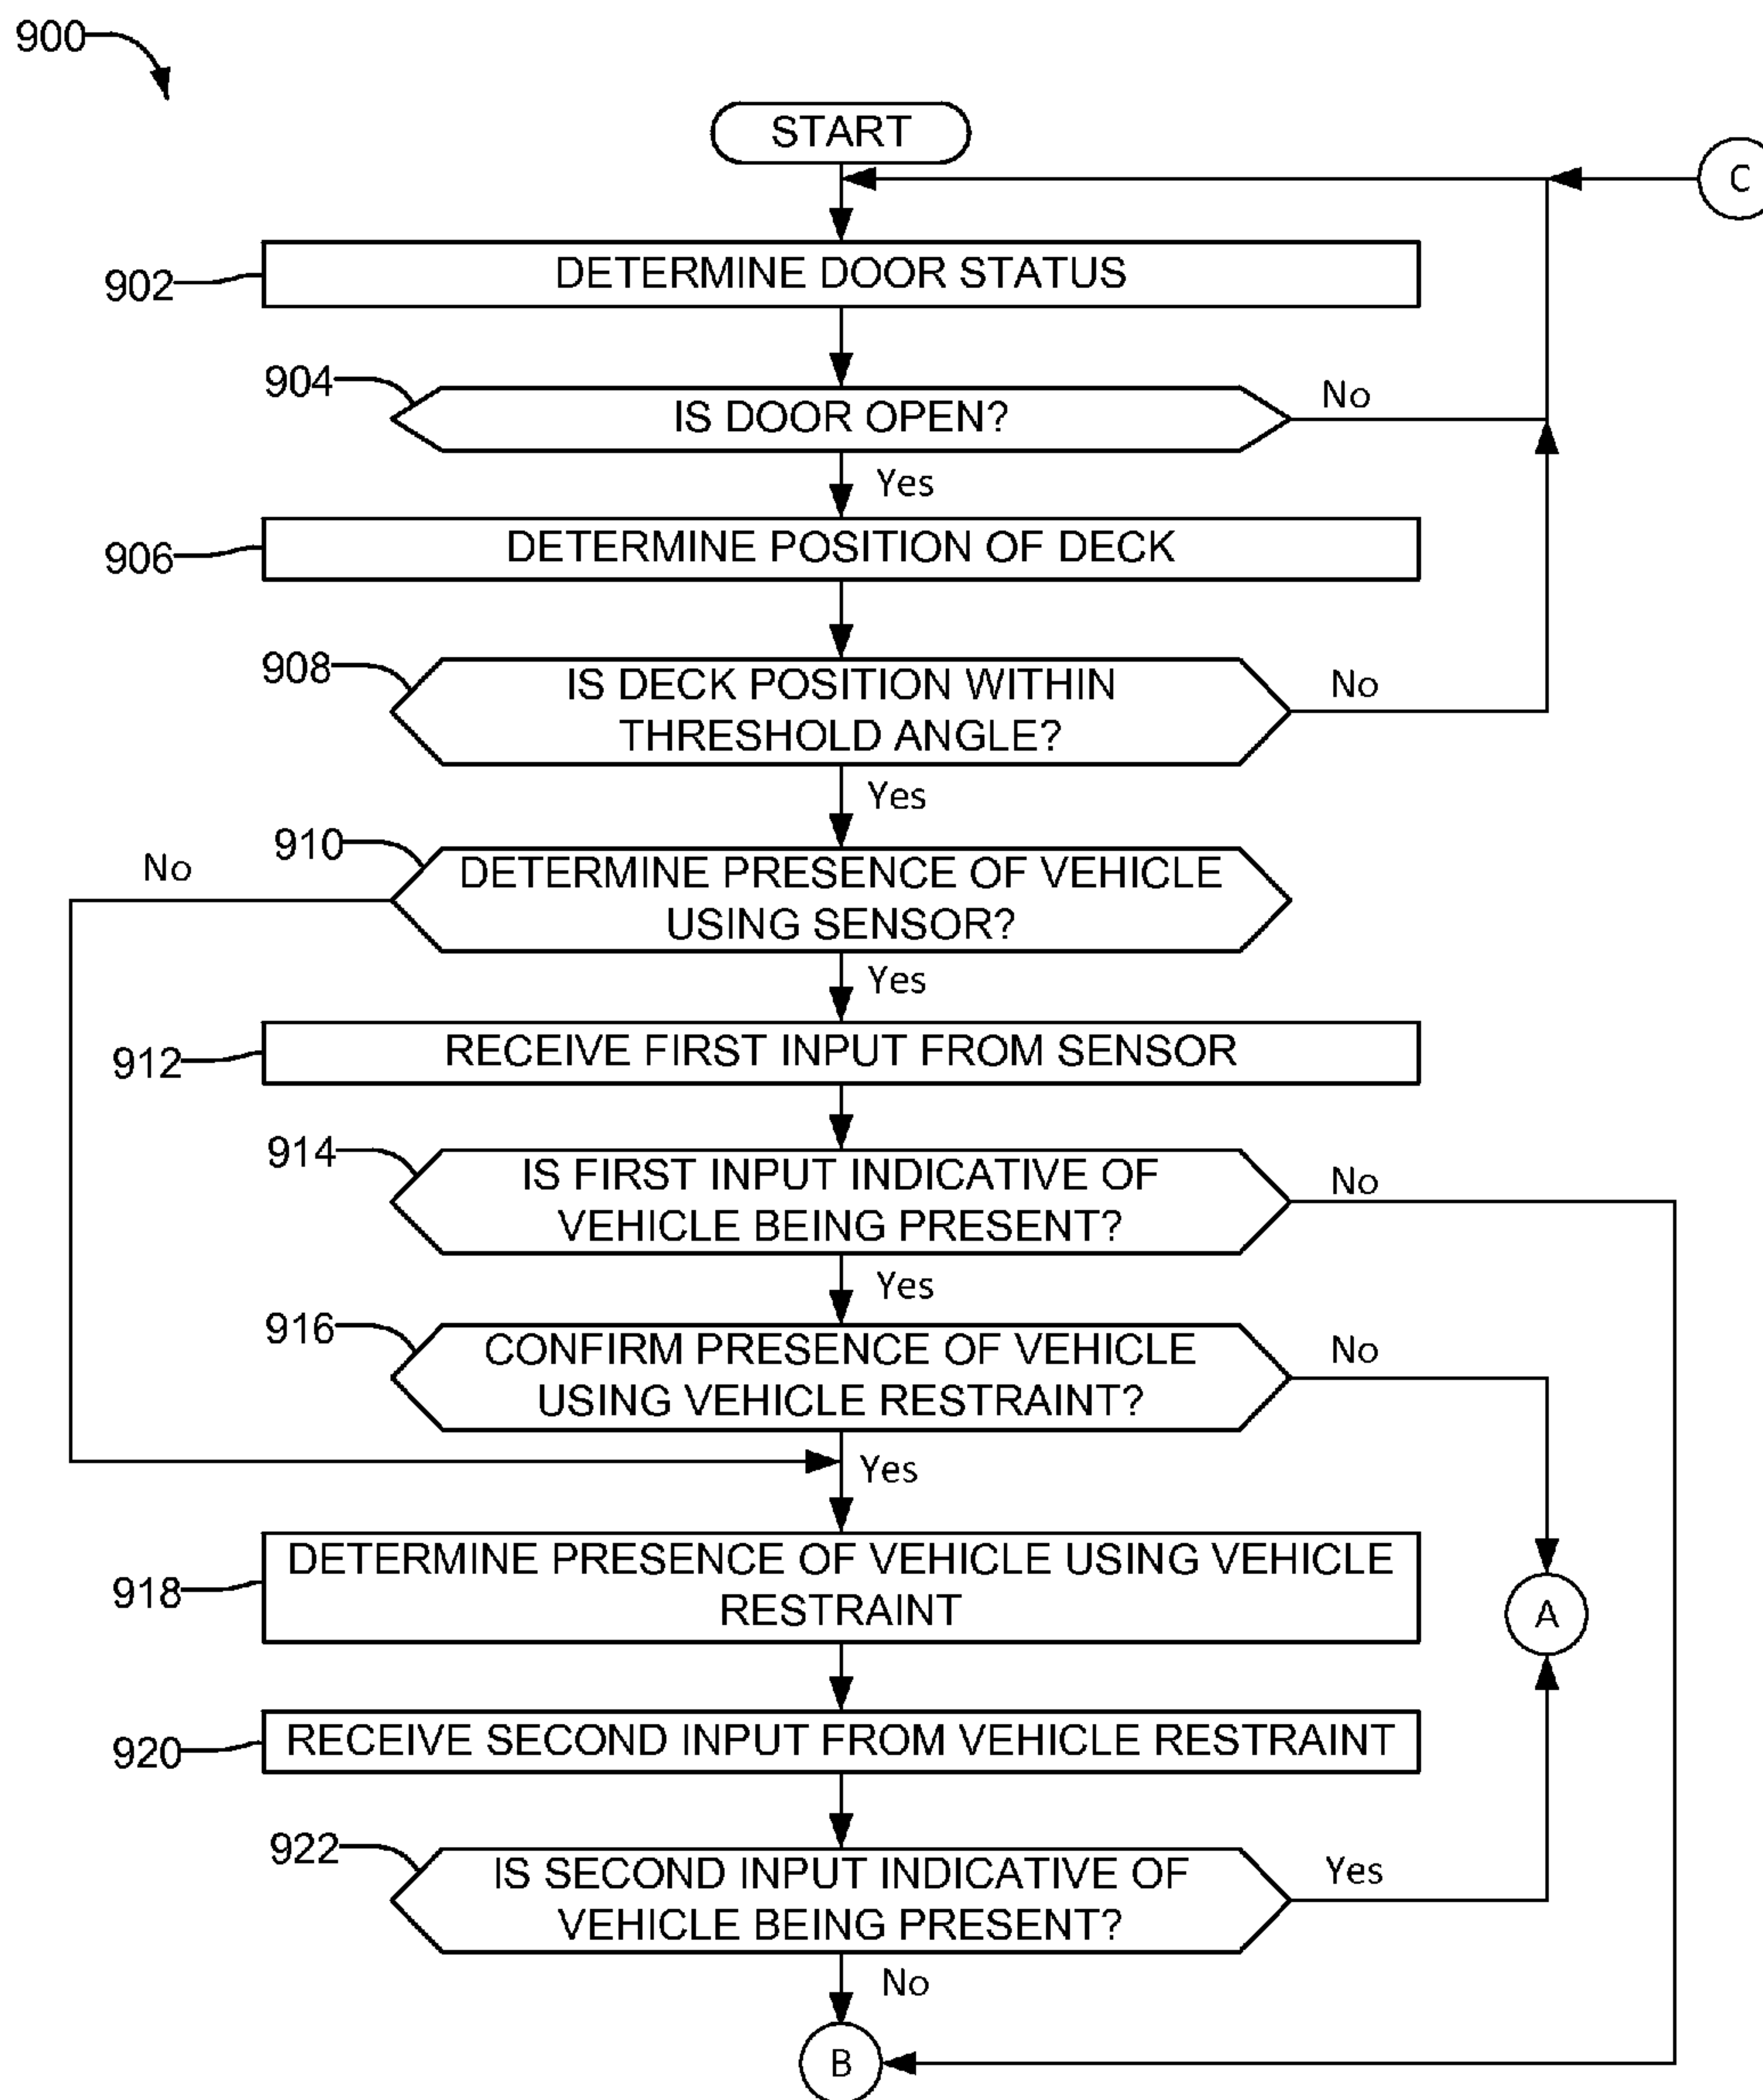 900
START
C
902
DETERMINE DOOR STATUS
904
IS DOOR OPEN?
No
Yes
906
DETERMINE POSITION OF DECK
908
IS DECK POSITION WITHIN
THRESHOLD ANGLE?
No
Yes
910
No
DETERMINE PRESENCE OF VEHICLE
USING SENSOR?
Yes
912
RECEIVE FIRST INPUT FROM SENSOR
914
IS FIRST INPUT INDICATIVE OF
VEHICLE BEING PRESENT?
No
Yes
916
CONFIRM PRESENCE OF VEHICLE
USING VEHICLE RESTRAINT?
No
Yes
918
DETERMINE PRESENCE OF VEHICLE USING VEHICLE
RESTRAINT
A
920
RECEIVE SECOND INPUT FROM VEHICLE RESTRAINT
922
IS SECOND INPUT INDICATIVE OF
VEHICLE BEING PRESENT?
Yes
No
B